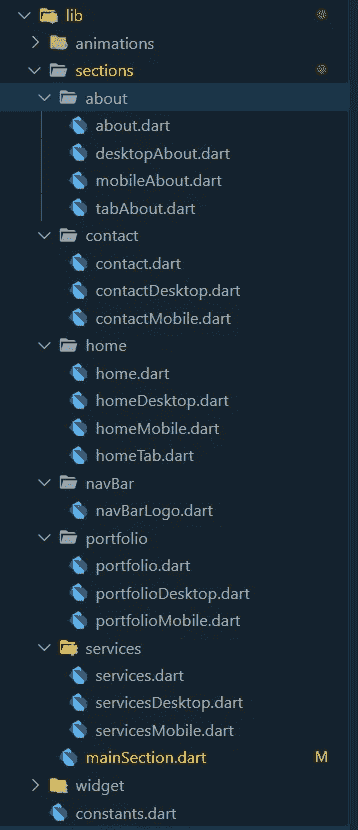 lib
animations
sections
about
about.dart
desktopAbout.dart
mobileAbout.dart
tabAbout.dart
contact
contact.dart
contactDesktop.dart
contactMobile.dart
home
home.dart
homeDesktop.dart
homeMobile.dart
homeTab.dart
navBar
navBarLogo.dart
portfolio
portfolio.dart
portfolioDesktop.dart
portfolioMobile.dart
services
services.dart
servicesDesktop.dart
servicesMobile.dart
mainSection.dart M
widget
constants.dart